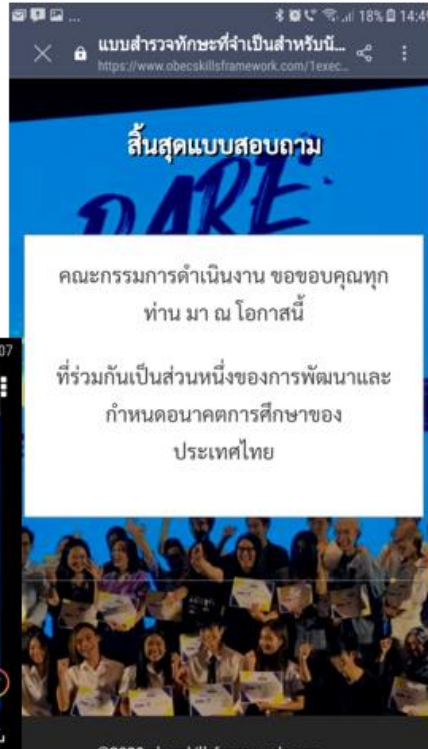 18% 14:49
แบบสำรวจทักษะที่จำเป็นสำหรับนั...
https://www.obecskillsframework.com/1exec...
สิ้นสุดแบบสอบถาม
DARE
คณะกรรมการดำเนินงาน ขอขอบคุณทุก
ท่าน มา ณ โอกาสนี้
ที่ร่วมกันเป็นส่วนหนึ่งของการพัฒนาและ
กำหนดอนาคตการศึกษาของ
ประเทศไทย
07